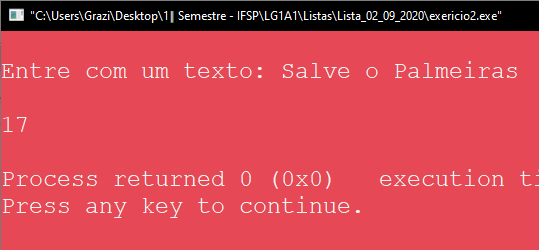 "C:\Users\Grazi\Desktop\1║ Semestre - IFSP\LG1A1\Listas\Lista_02_09_2020\exericio2.exe"
Entre com um texto: Salve o Palmeiras
17
Process returned 0 (0x0)   execution ti
Press any key to continue.